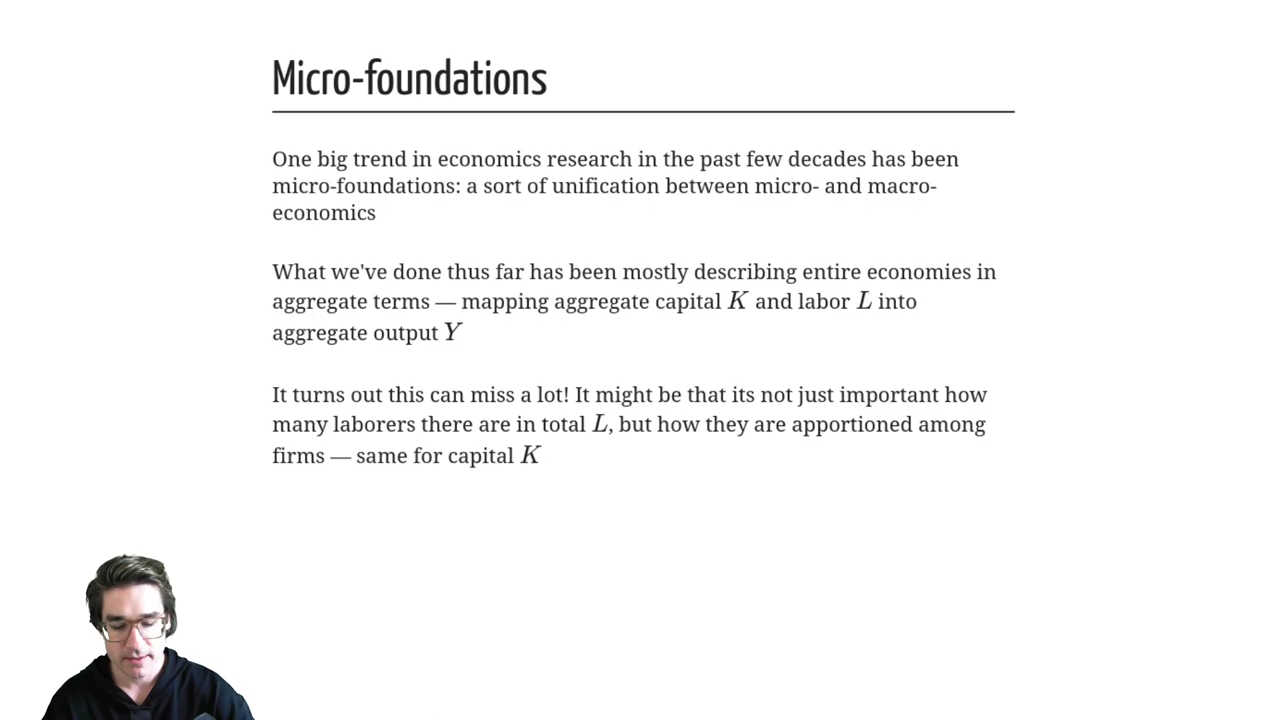 Micro-foundations
One big trend in economics research in the past few decades has been
micro-foundations: a sort of unification between micro- and macro-
economics
What we've done thus far has been mostly describing entire economies in
aggregate terms — mapping aggregate capital K and labor L into
aggregate output Y
It turns out this can miss a lot! It might be that its not just important how
many laborers there are in total L, but how they are apportioned among
firms — same for capital K